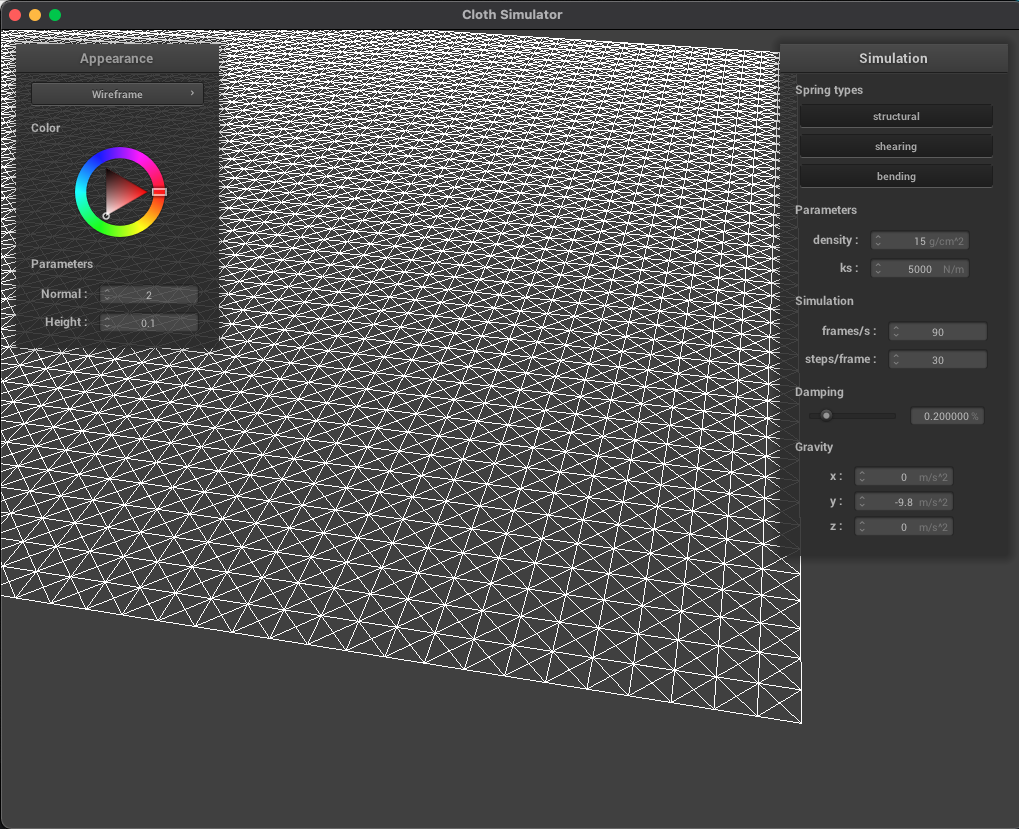 Cloth Simulator
Appearance
Wireframe
Color
Parameters
Normal : 2
Height : 0.1
Simulation
Spring types
structural
shearing
bending
Parameters
density : 15 g/cm^2
ks : 5000 N/m
Simulation
frames/s : 90
steps/frame : 30
Damping
0.200000 %
Gravity
x : 0 m/s^2
y : -9.8 m/s^2
z : 0 m/s^2